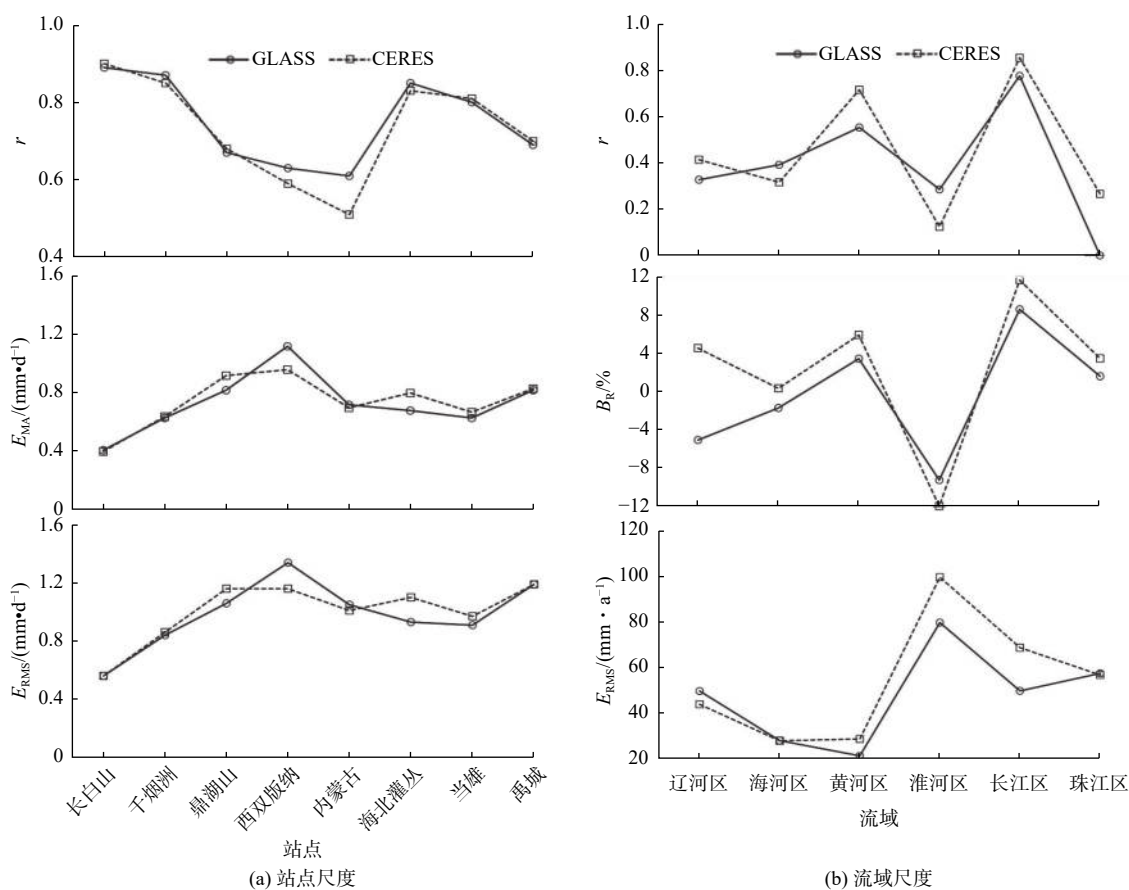 1.0
0.8
0.6
0.4
r
GLASS CERES
1.6
1.2
0.8
0.4
0
E_MA/(mm•d⁻¹)
1.6
1.2
0.8
0.4
0
E_RMS/(mm•d⁻¹)
长白山 千烟洲 鼎湖山 西双版纳 内蒙古 海北灌丛 当雄 禹城
站点
(a) 站点尺度
1.0
0.8
0.6
0.4
0.2
0
r
GLASS CERES
12
8
4
0
−4
−8
−12
B_R/%
120
100
80
60
40
20
E_RMS/(mm · a⁻¹)
辽河区 海河区 黄河区 淮河区 长江区 珠江区
流域
(b) 流域尺度